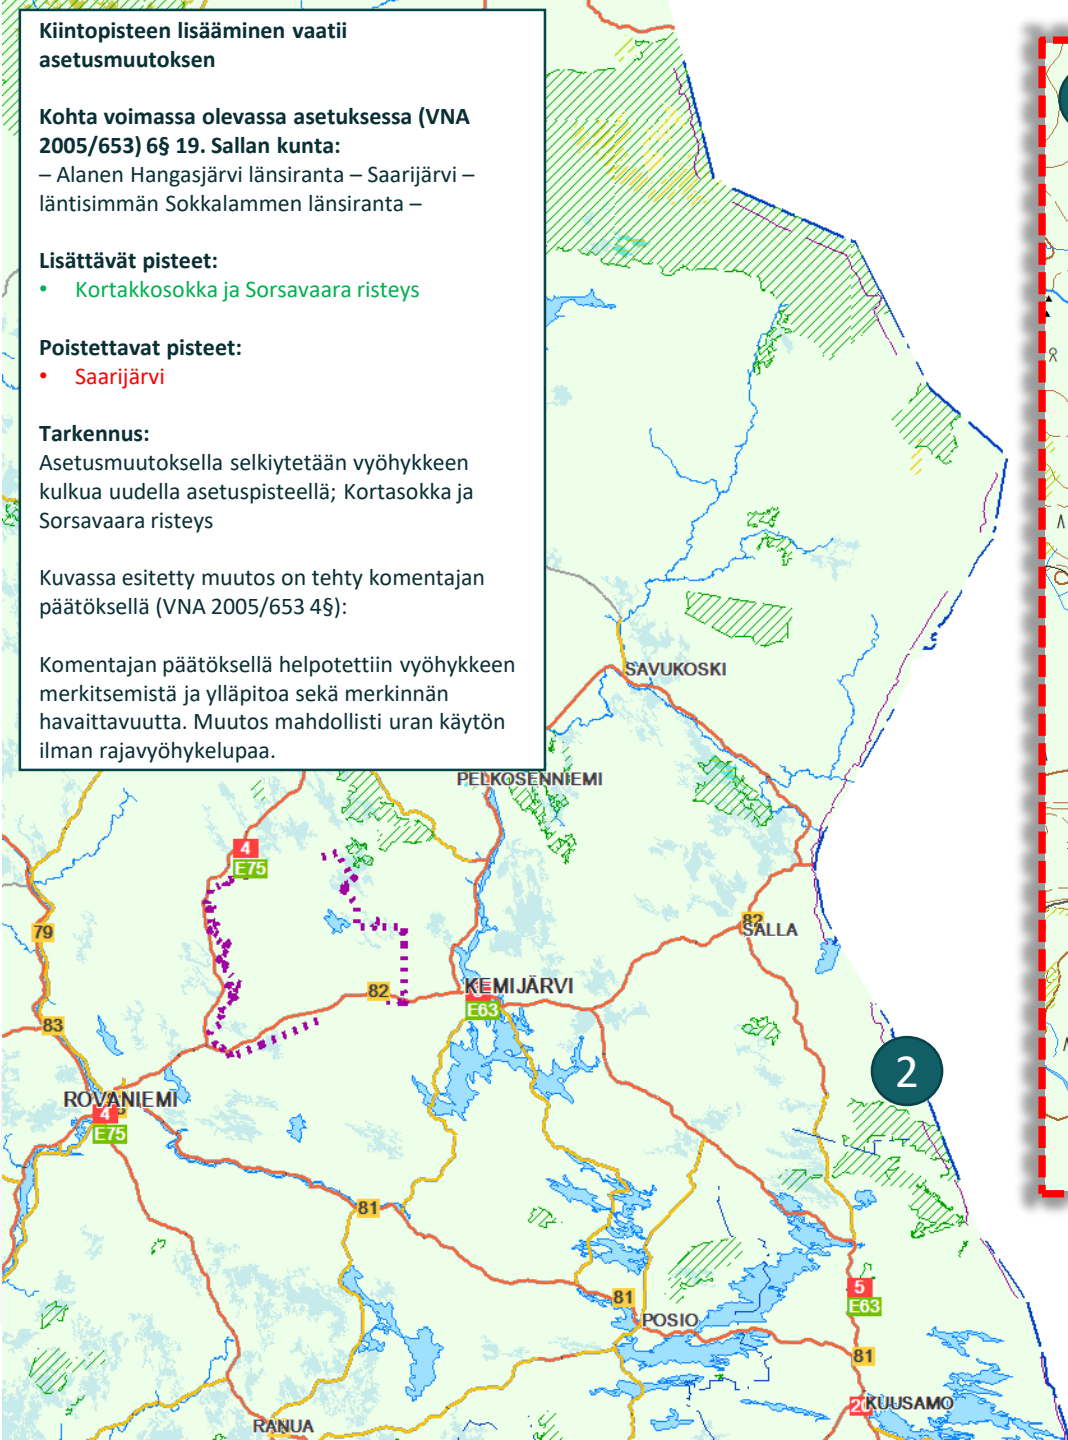 Kiintopisteen lisääminen vaatii
asetusmuutoksen
Kohta voimassa olevassa asetuksessa (VNA
2005/653) 6§ 19. Sallan kunta:
– Alanen Hangasjärvi länsiranta – Saarijärvi –
läntisimmän Sokkalammen länsiranta –
Lisättävät pisteet:
• Kortakkosokka ja Sorsavaara risteys
Poistettavat pisteet:
• Saarijärvi
Tarkennus:
Asetusmuutoksella selkiytetään vyöhykkeen
kulkua uudella asetuspisteellä; Kortasokka ja
Sorsavaara risteys
Kuvassa esitetty muutos on tehty komentajan
päätöksellä (VNA 2005/653 4§):
Komentajan päätöksellä helpotettiin vyöhykkeen
merkitsemistä ja ylläpitoa sekä merkinnän
havaittavuutta. Muutos mahdollisti uran käytön
ilman rajavyöhykelupaa.
SAVUKOSKI
PELKOSENNIEMI
4
E75
79
82
SALLA
82
KEMIJÄRVI
E63
83
2
ROVANIEMI
4
E75
81
5
E63
81
POSIO
81
KUUSAMO
RANUA